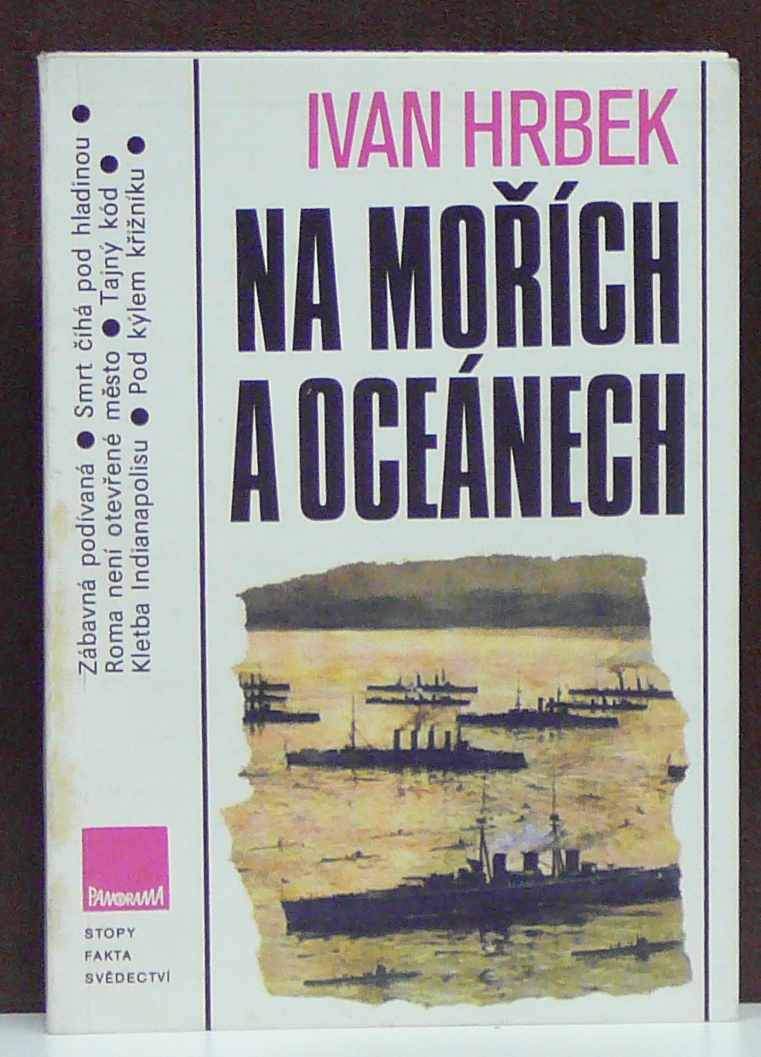 IVAN HRBEK
NA MOŘÍCH
A OCEÁNECH
Zábavná podívaná ● Smrt číhá pod hladinou ●
Roma není otevřené město ● Tajný kód ●
Kletba Indianapolisu ● Pod kýlem křižníku ●
PANORAMA
STOPY
FAKTA
SVĚDECTVÍ